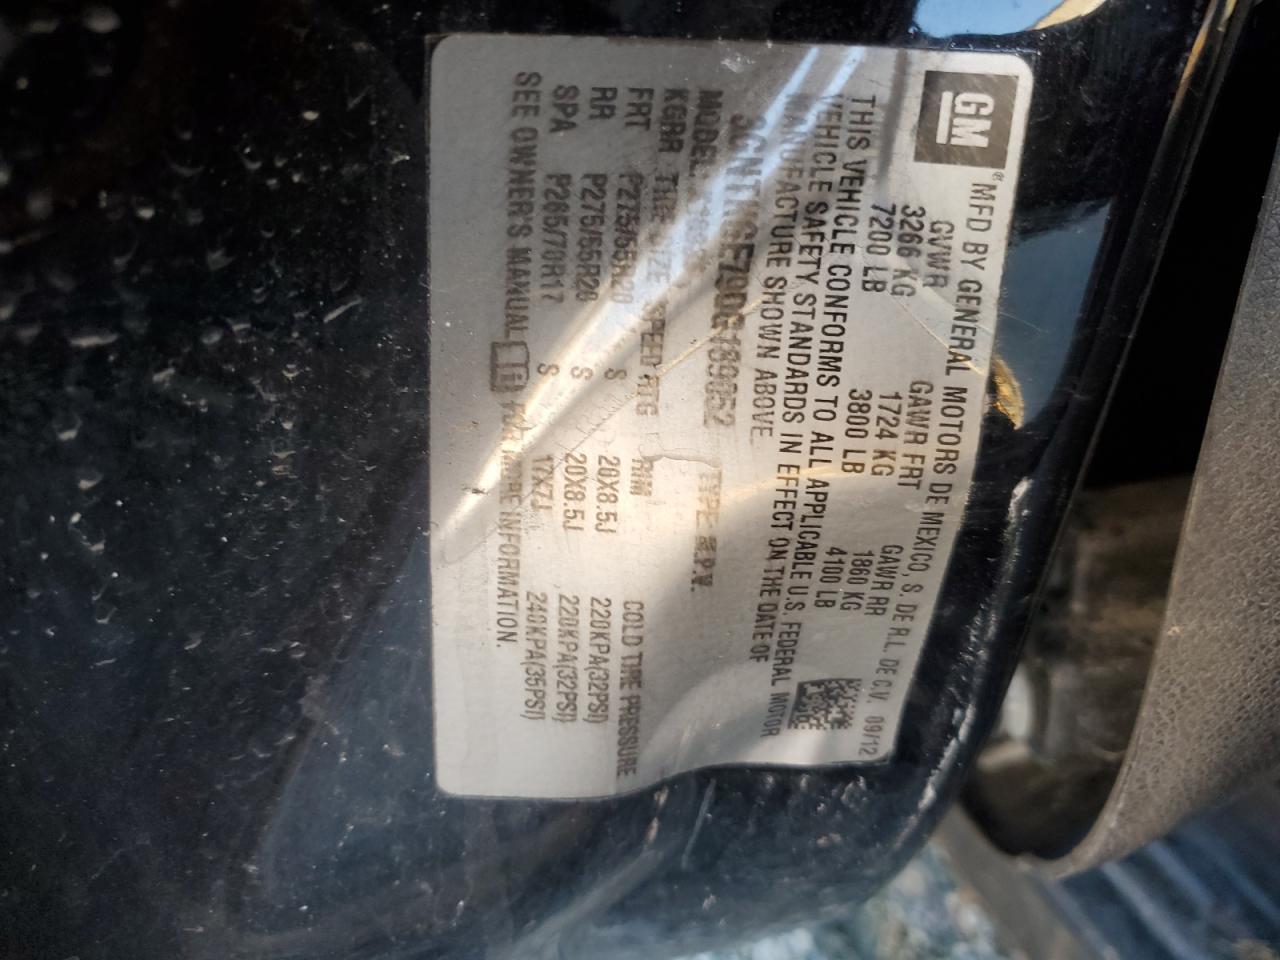 GM
® MFD BY GENERAL MOTORS DE MEXICO, S. DE R.L. DE C.V. 09/12
GVWR GAWR FRT GAWR RR
3266 KG 1724 KG 1860 KG
7200 LB 3800 LB 4100 LB
THIS VEHICLE CONFORMS TO ALL APPLICABLE U.S. FEDERAL MOTOR
VEHICLE SAFETY STANDARDS IN EFFECT ON THE DATE OF
MANUFACTURE SHOWN ABOVE
TYPE: M.P.V.
MODEL:
KGRR TIRE SIZE SPEED RTG RIM COLD TIRE PRESSURE
FRT P275/55R20 S 20X8.5J 220KPA(32PSI)
RR P275/55R20 S 20X8.5J 220KPA(32PSI)
SPA P265/70R17 S 17X7J 240KPA(35PSI)
SEE OWNER'S MANUAL FOR MORE INFORMATION.